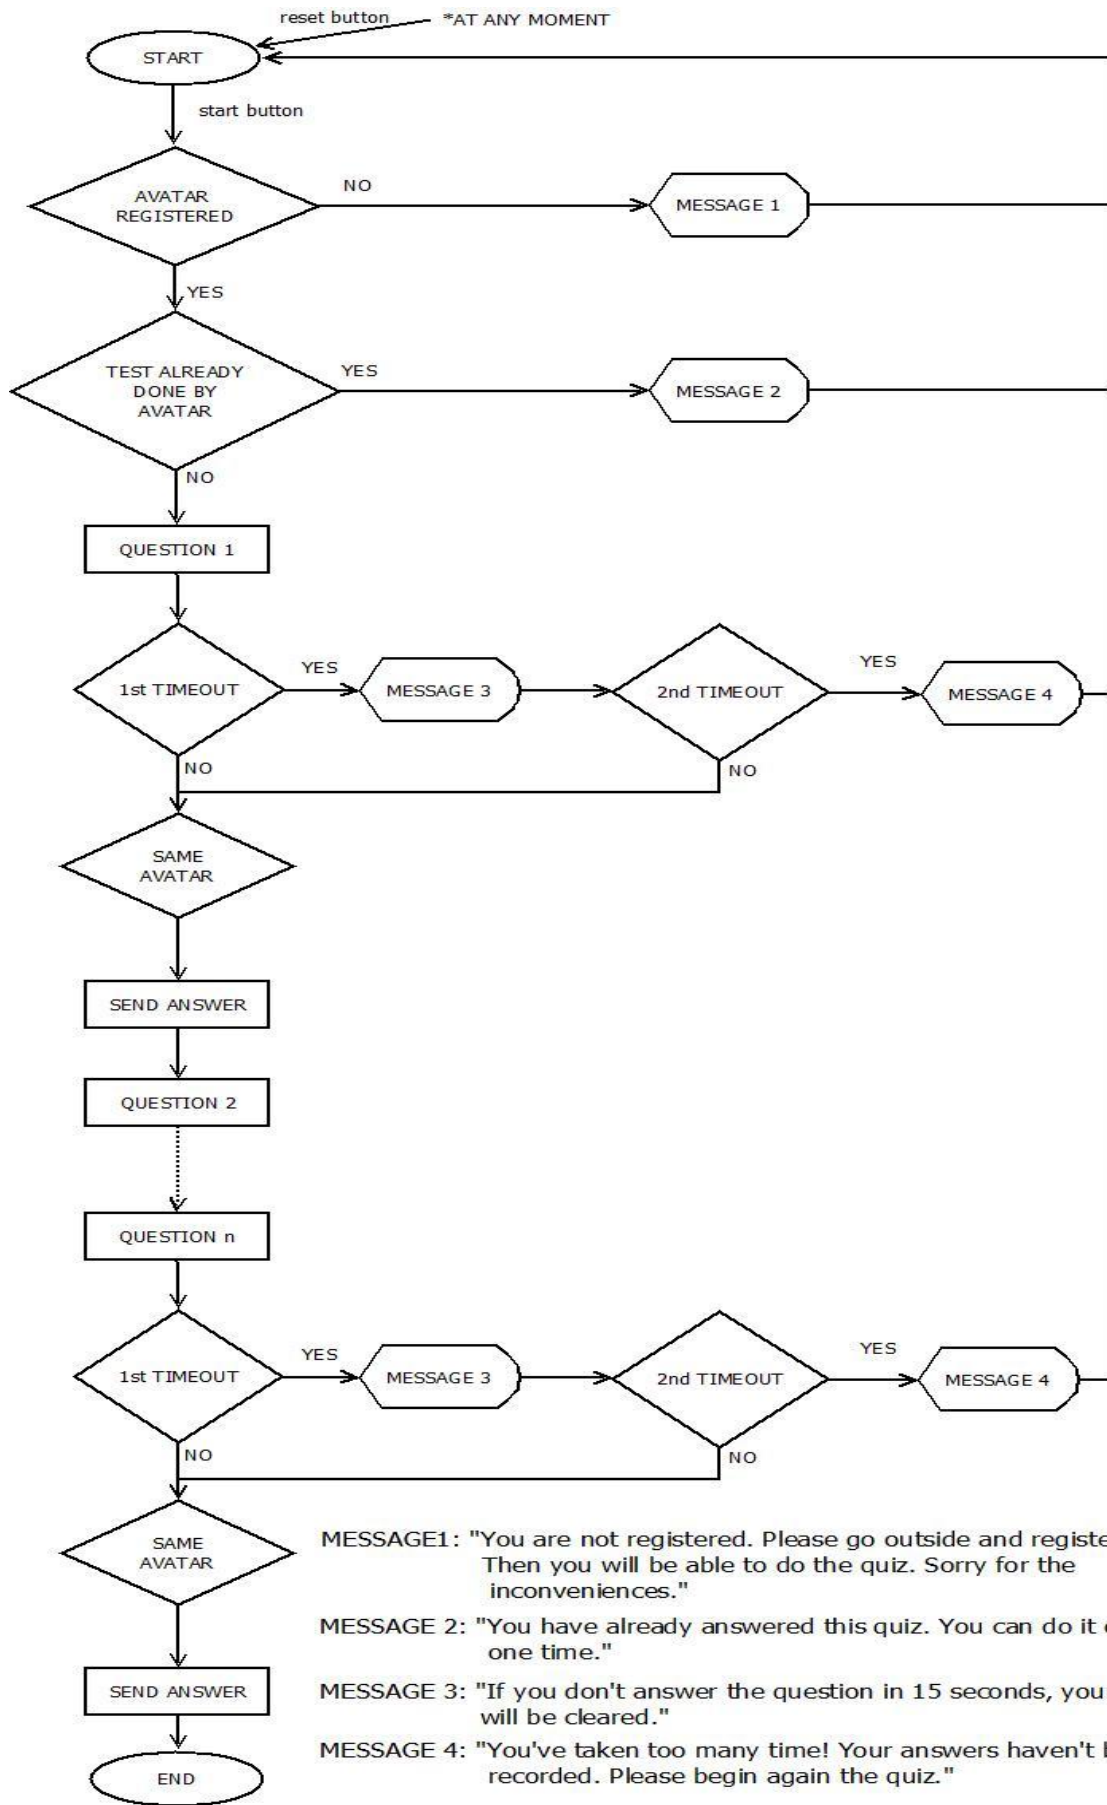 reset button
*AT ANY MOMENT
START
start button
AVATAR
REGISTERED
NO
MESSAGE 1
YES
TEST ALREADY
DONE BY
AVATAR
YES
MESSAGE 2
NO
QUESTION 1
1st TIMEOUT
YES
MESSAGE 3
2nd TIMEOUT
YES
MESSAGE 4
NO
NO
SAME
AVATAR
SEND ANSWER
QUESTION 2
QUESTION n
1st TIMEOUT
YES
MESSAGE 3
2nd TIMEOUT
YES
MESSAGE 4
NO
NO
SAME
AVATAR
SEND ANSWER
END
MESSAGE1: "You are not registered. Please go outside and
Then you will be able to do the quiz. Sorry for the
inconveniences."
MESSAGE 2: "You have already answered this quiz. You can do it
one time."
MESSAGE 3: "If you don't answer the question in 15 seconds, you
will be cleared."
MESSAGE 4: "You've taken too many time! Your answers haven't
recorded. Please begin again the quiz."